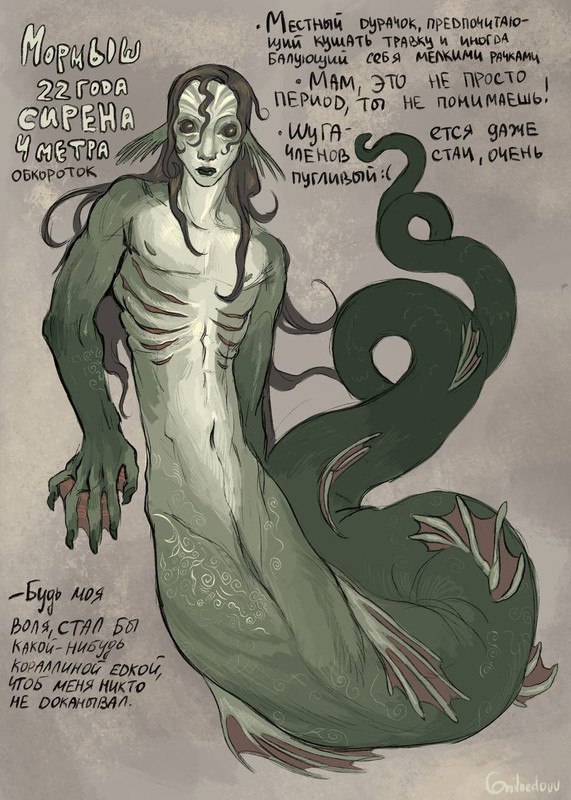 Мормыш
22 года
сирена
4 метра
обкороток
• Местный дурачок, предпочитаю-
щий кушать травку и иногда
балующий себя мелкими рачками
• Мам, это не просто
период, ты не понимаешь!
• Шуга- ется даже
членов стаи, очень
пугливый :(
– Будь моя
воля, стал бы
какой-нибудь
кораллиной едкой,
чтоб меня никто
не доканывал.